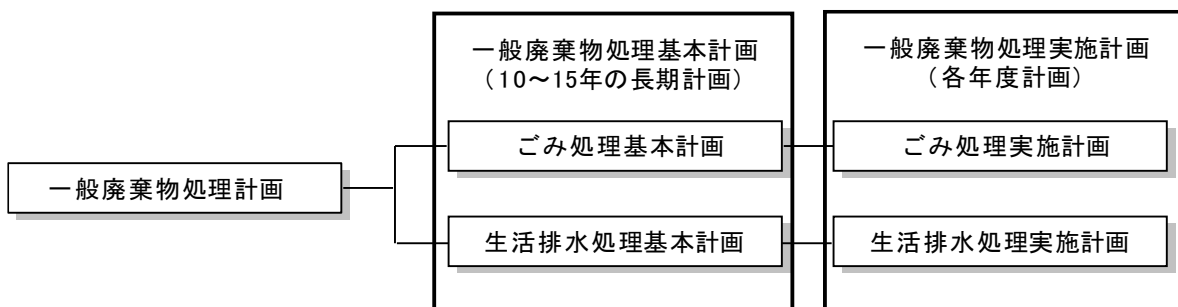 一般廃棄物処理計画
一般廃棄物処理基本計画
（10～15年の長期計画）
ごみ処理基本計画
生活排水処理基本計画
一般廃棄物処理実施計画
（各年度計画）
ごみ処理実施計画
生活排水処理実施計画